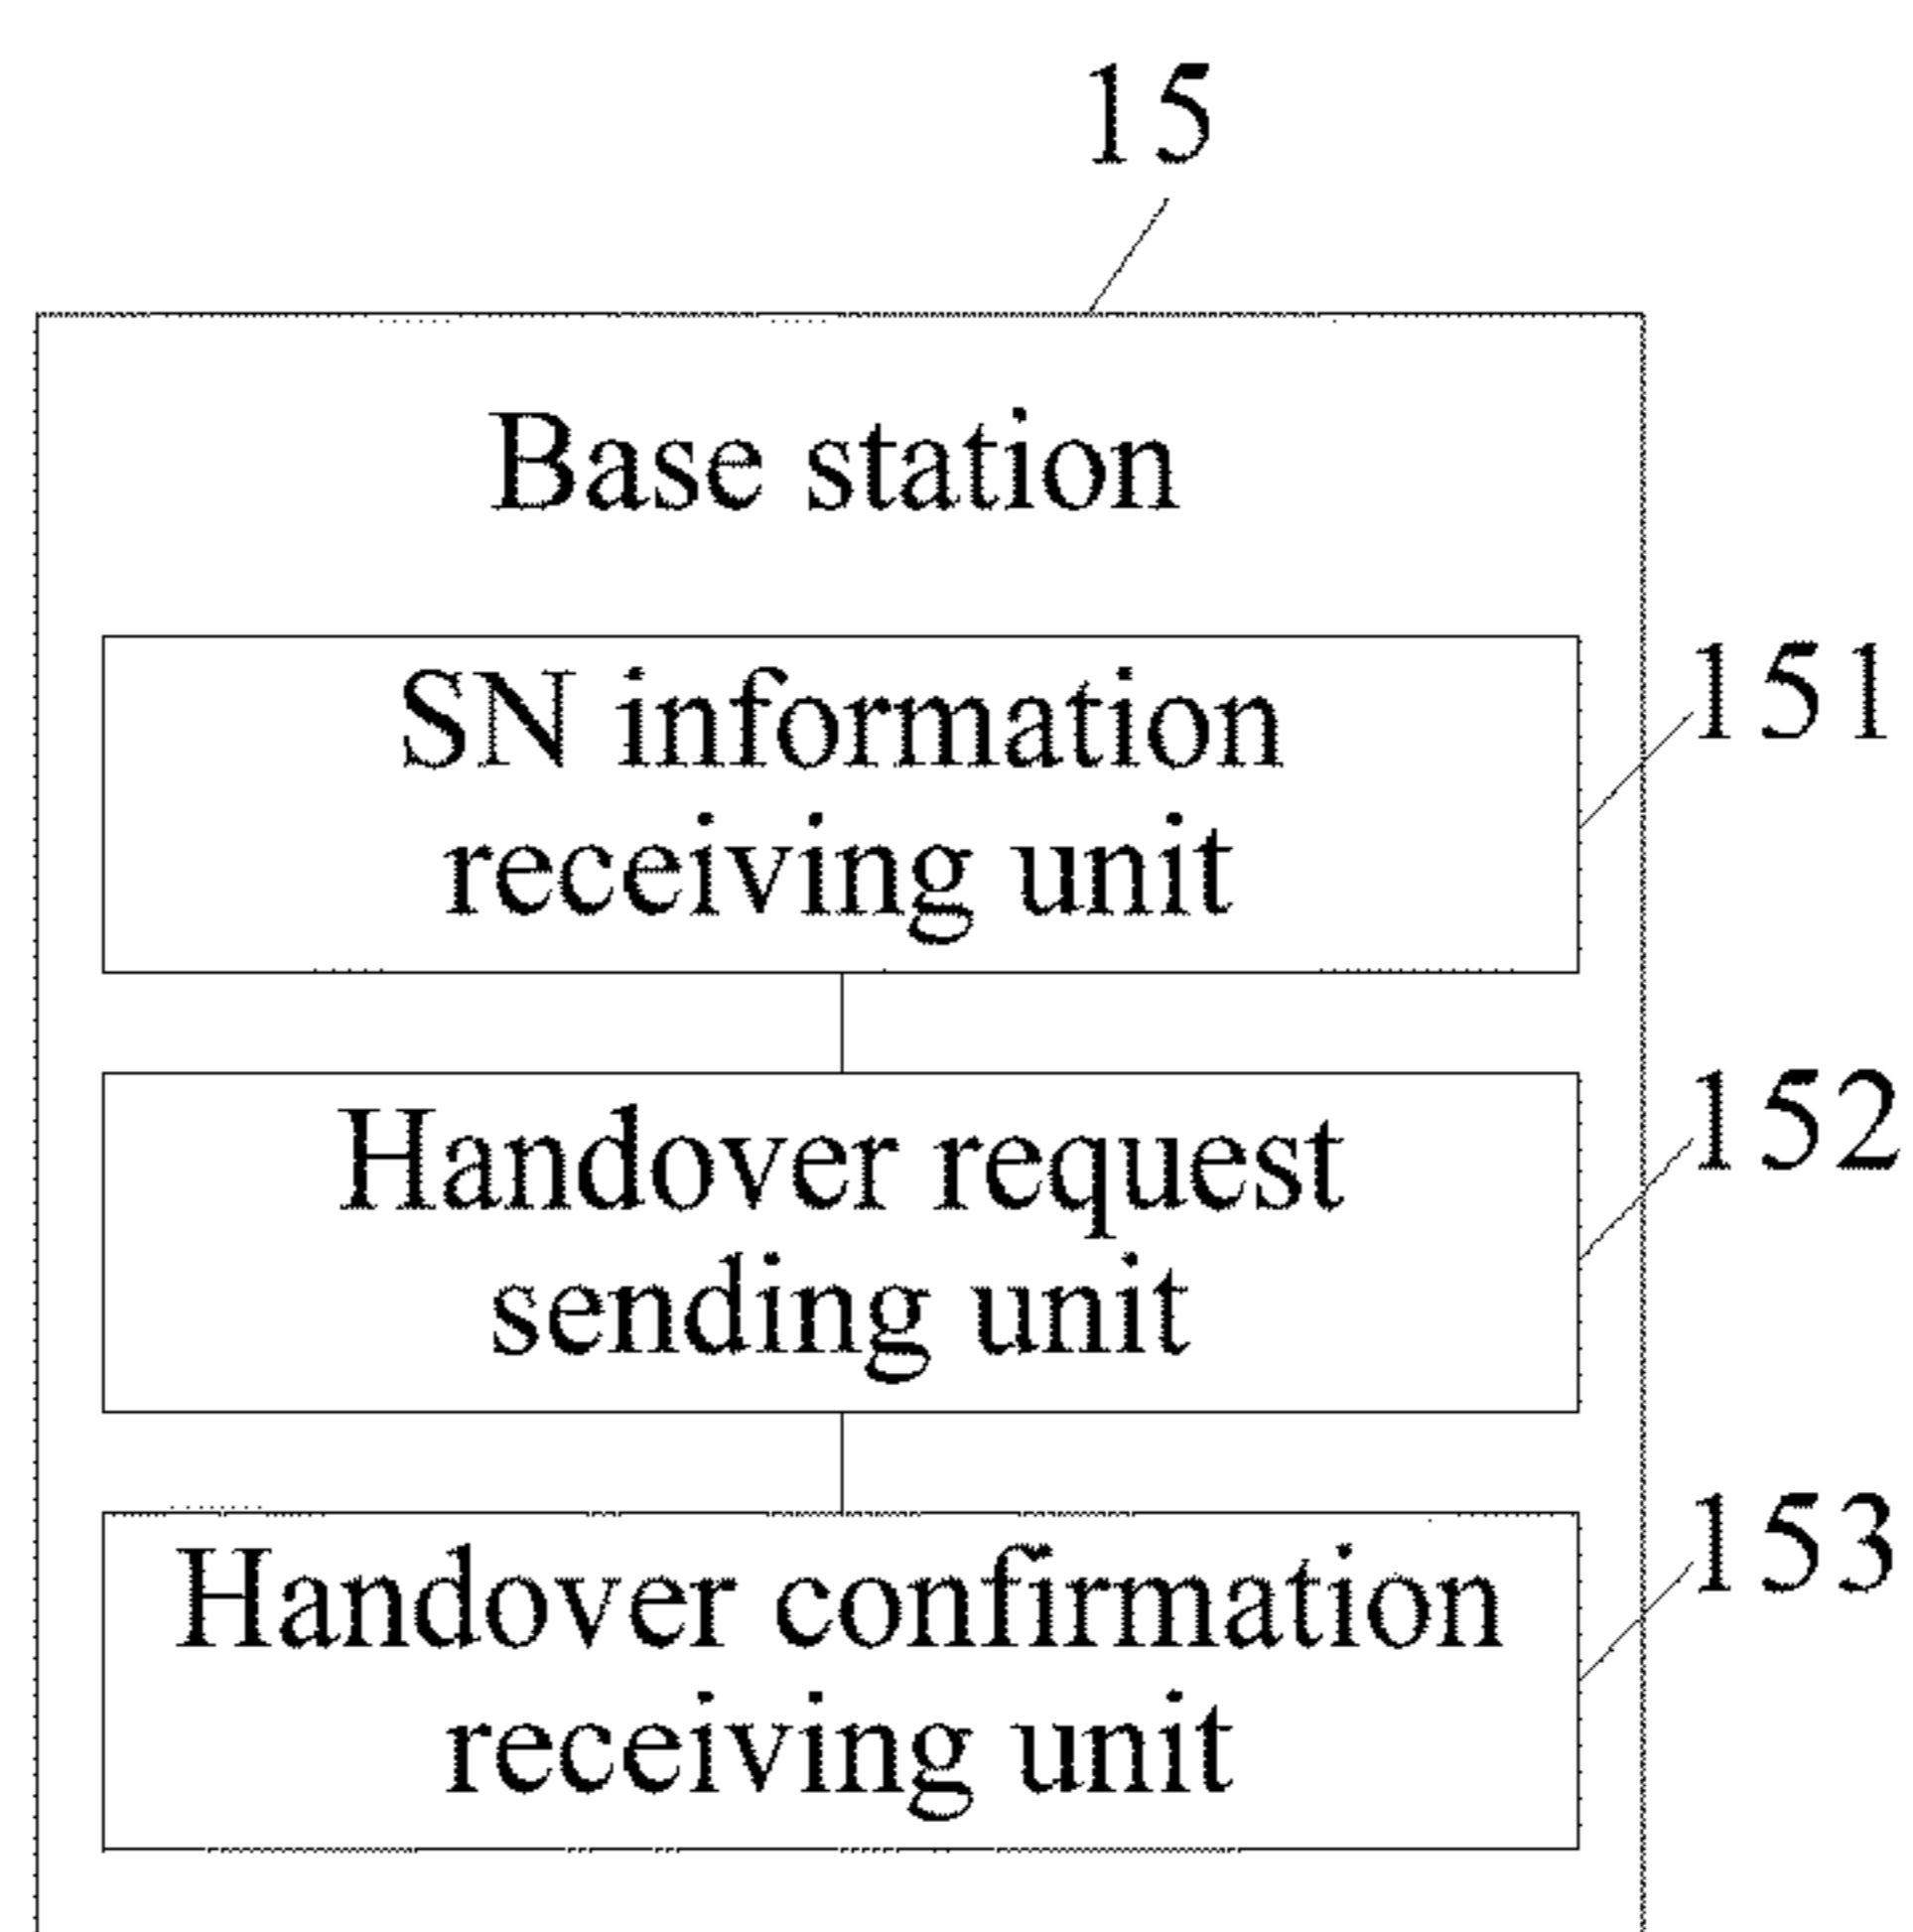 15
Base station
SN information
receiving unit
151
Handover request
sending unit
152
Handover confirmation
receiving unit
153